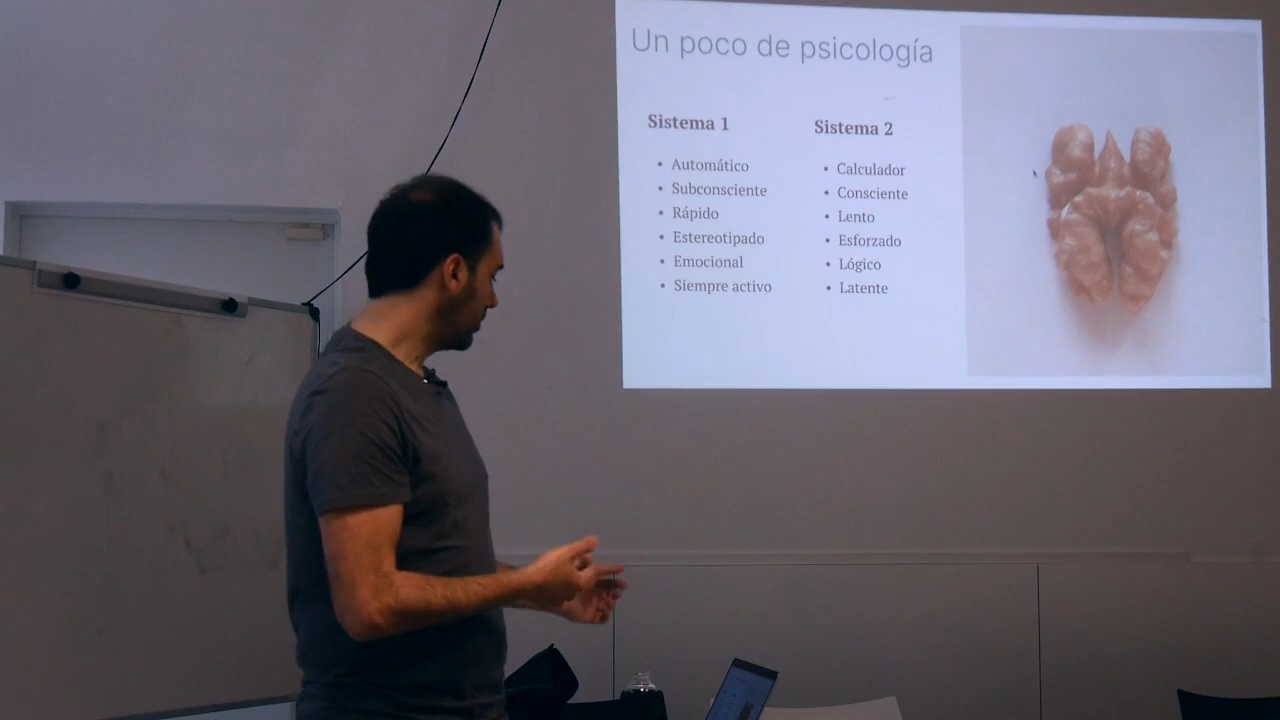 Un poco de psicología
Sistema 1
• Automático
• Subconsciente
• Rápido
• Estereotipado
• Emocional
• Siempre activo
Sistema 2
• Calculador
• Consciente
• Lento
• Esforzado
• Lógico
• Latente